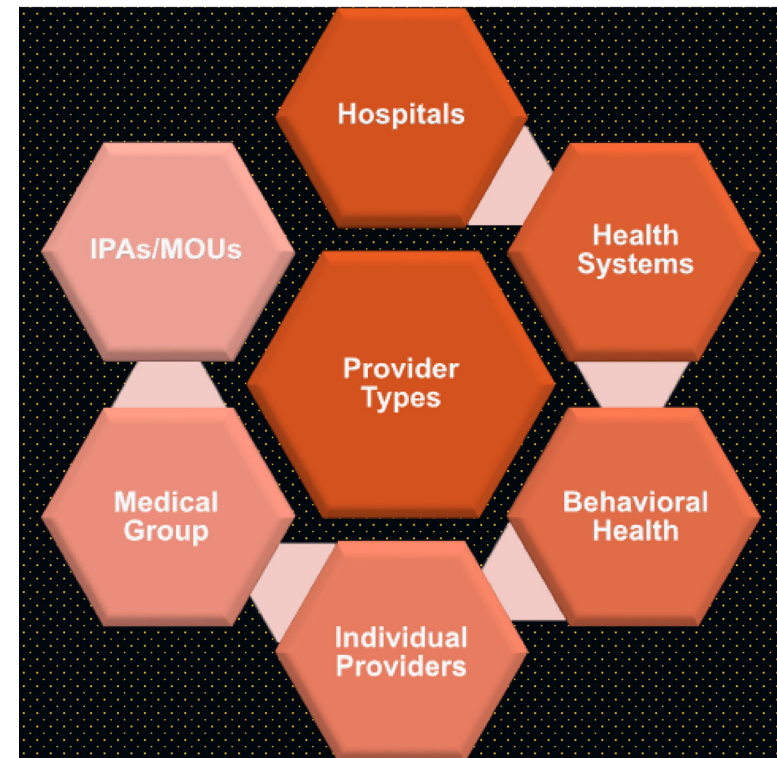 Hospitals
Health
Systems
Behavioral
Health
Individual
Providers
Medical
Group
IPAs/MOUs
Provider
Types